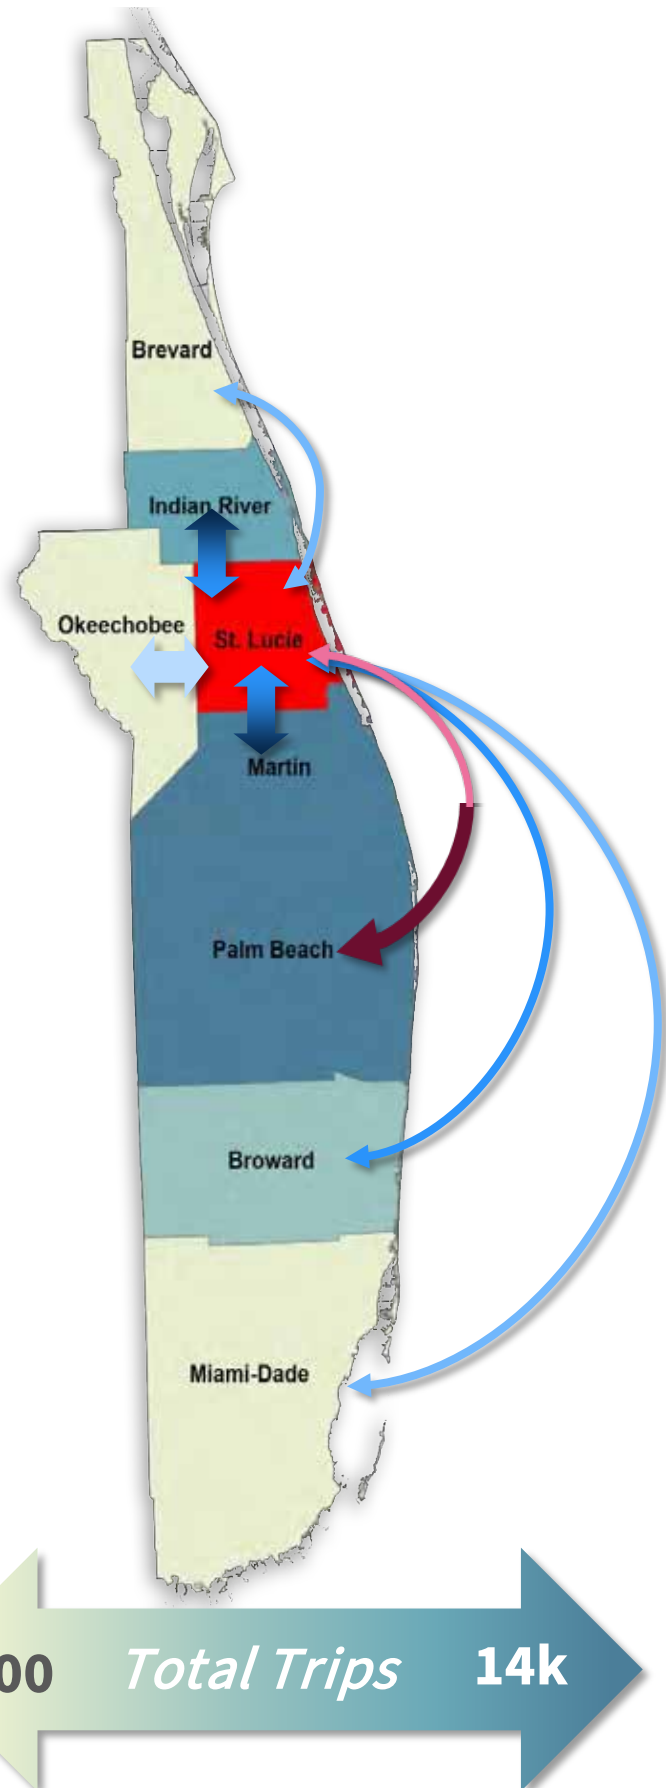 Brevard
Indian River
Okeechobee
St. Lucie
Martin
Palm Beach
Broward
Miami-Dade
00 Total Trips 14k